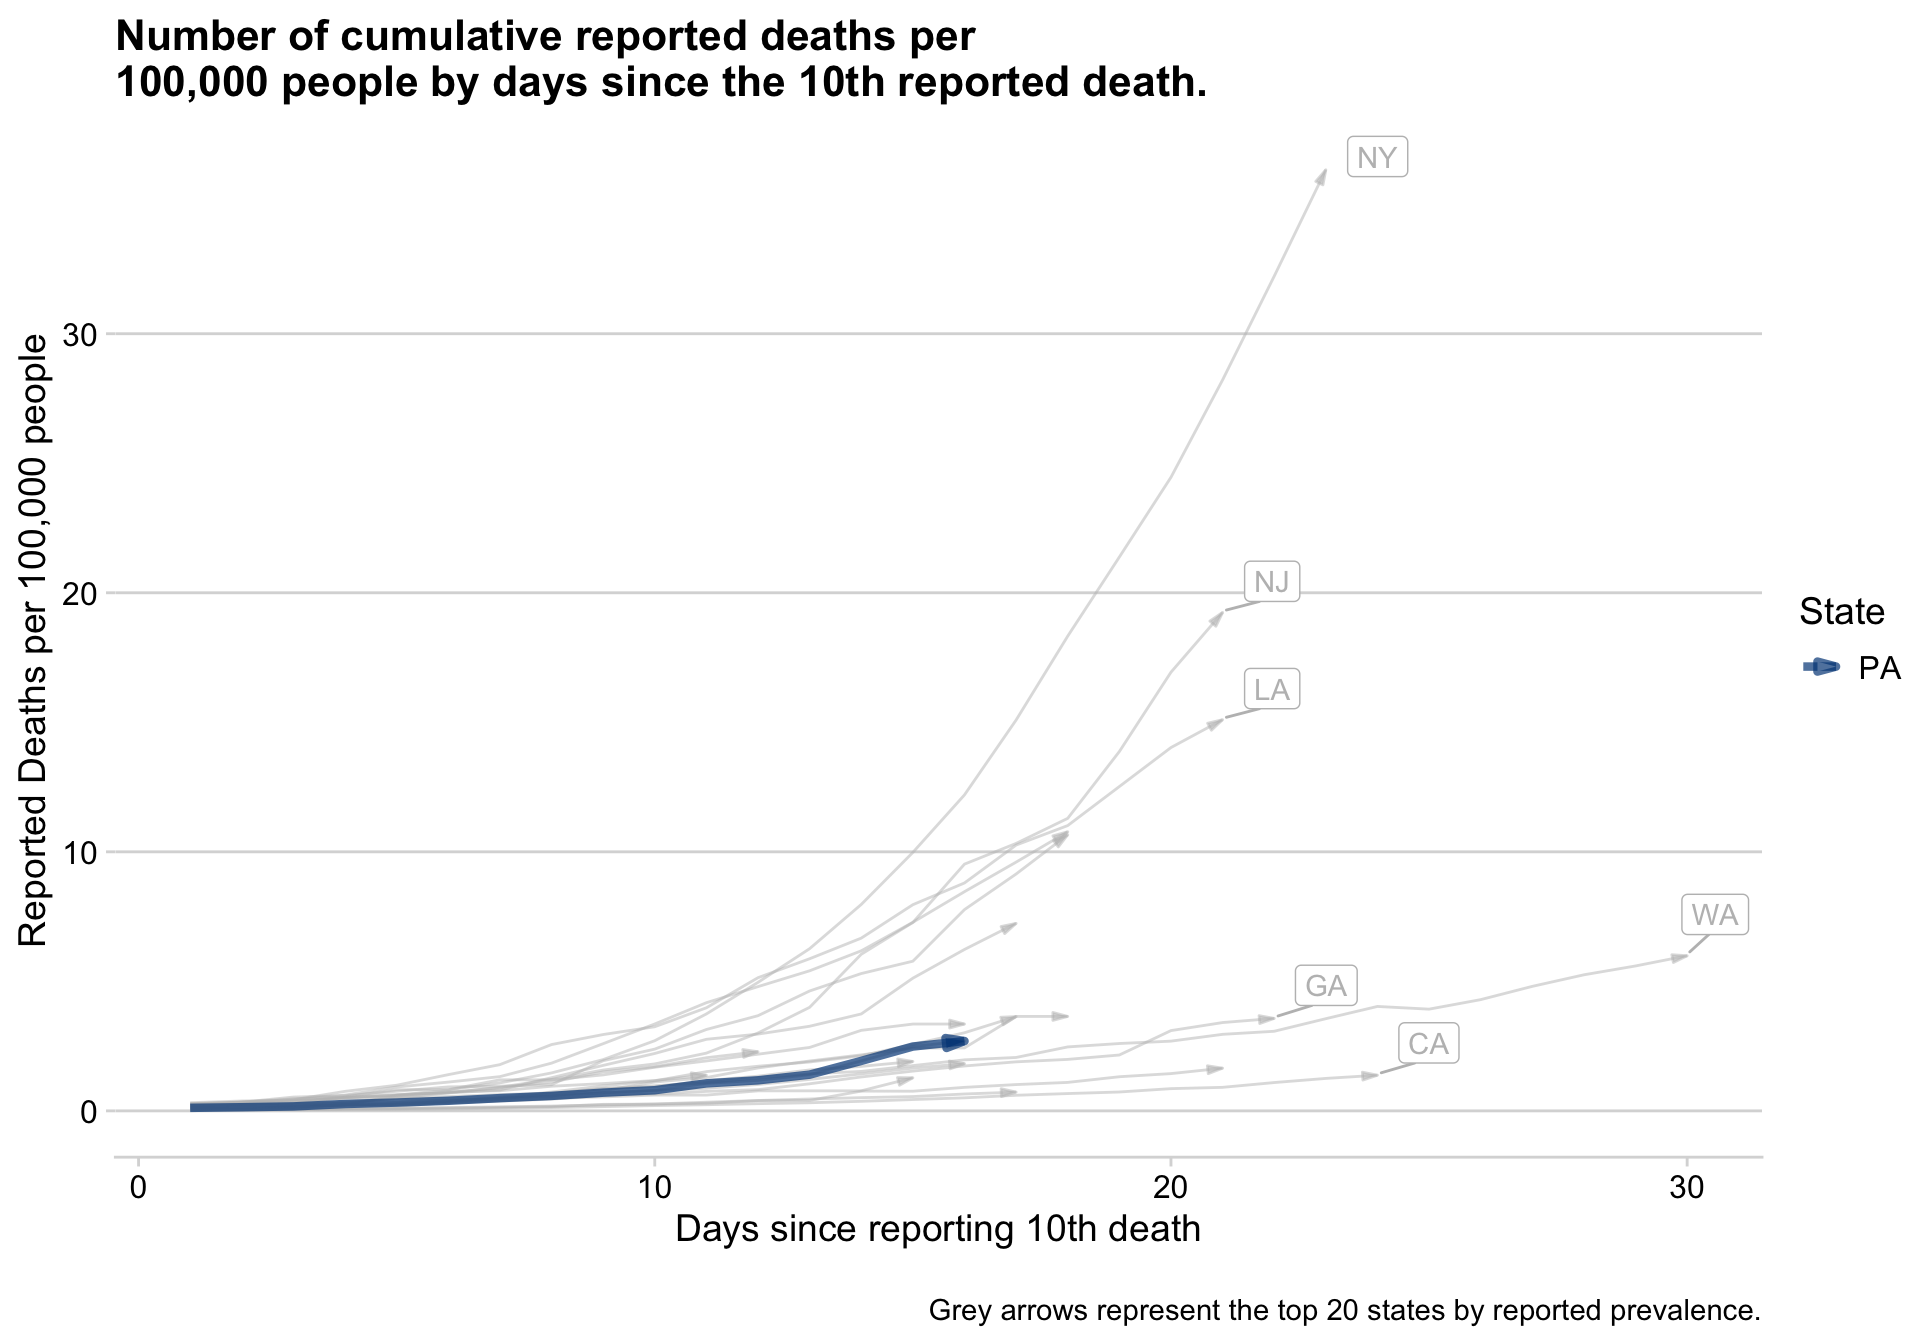 Number of cumulative reported deaths per
100,000 people by days since the 10th reported death.
Reported Deaths per 100,000 people
30
20
10
0
NY
NJ
LA
WA
GA
CA
State
PA
0
10
20
30
Days since reporting 10th death
Grey arrows represent the top 20 states by reported prevalence.